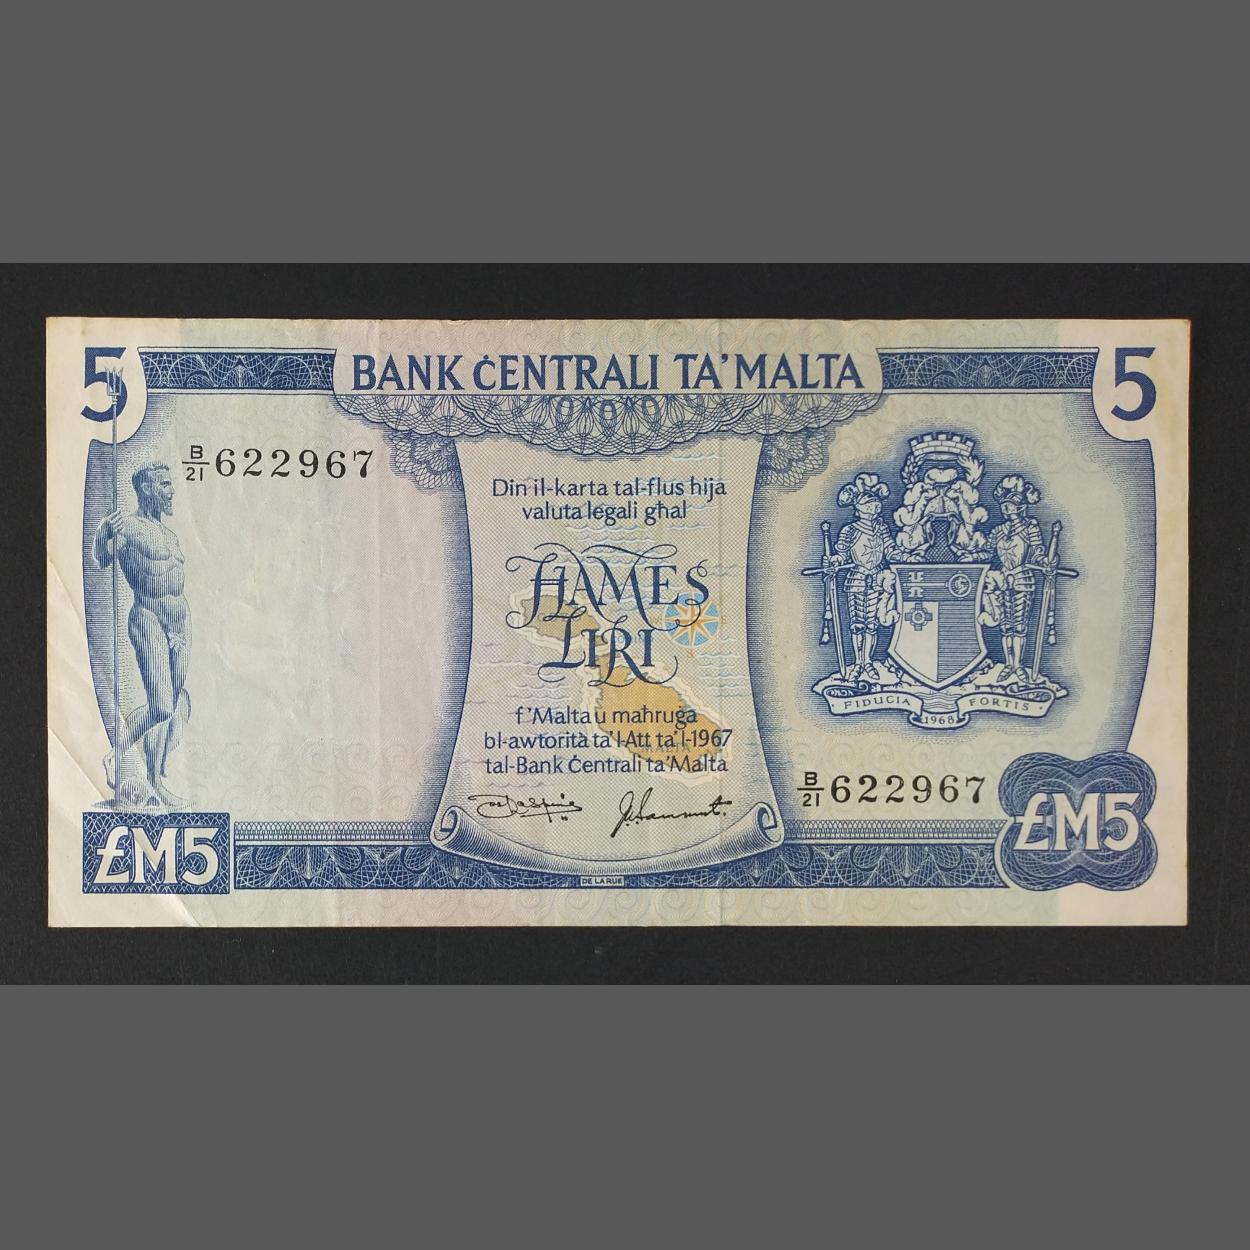 5
BANK ĊENTRALI TA' MALTA
5
B/21 622967
Din il-karta tal-flus hija
valuta legali għal
ĦAMES
LIRI
f'Malta u maħruġa
bl-awtorità ta' l-Att ta' l-1967
tal-Bank Ċentrali ta' Malta
FIDUCIA FORTIS
1968
B/21 622967
£M5
£M5
DE LA RUE